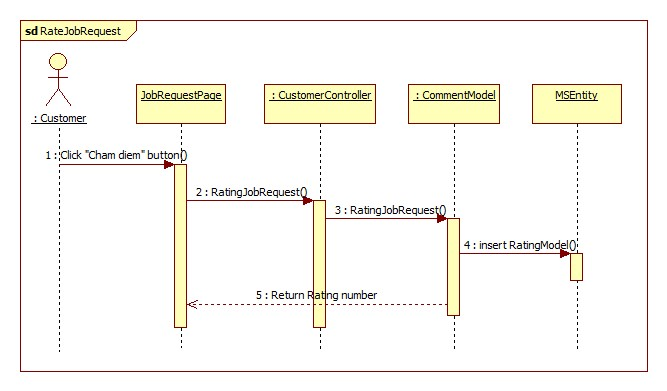 sd RateJobRequest
: Customer
JobRequestPage
: CustomerController
: CommentModel
MSEntity
1 : Click "Cham diem" button()
2 : RatingJobRequest()
3 : RatingJobRequest()
4 : insert RatingModel()
5 : Return Rating number